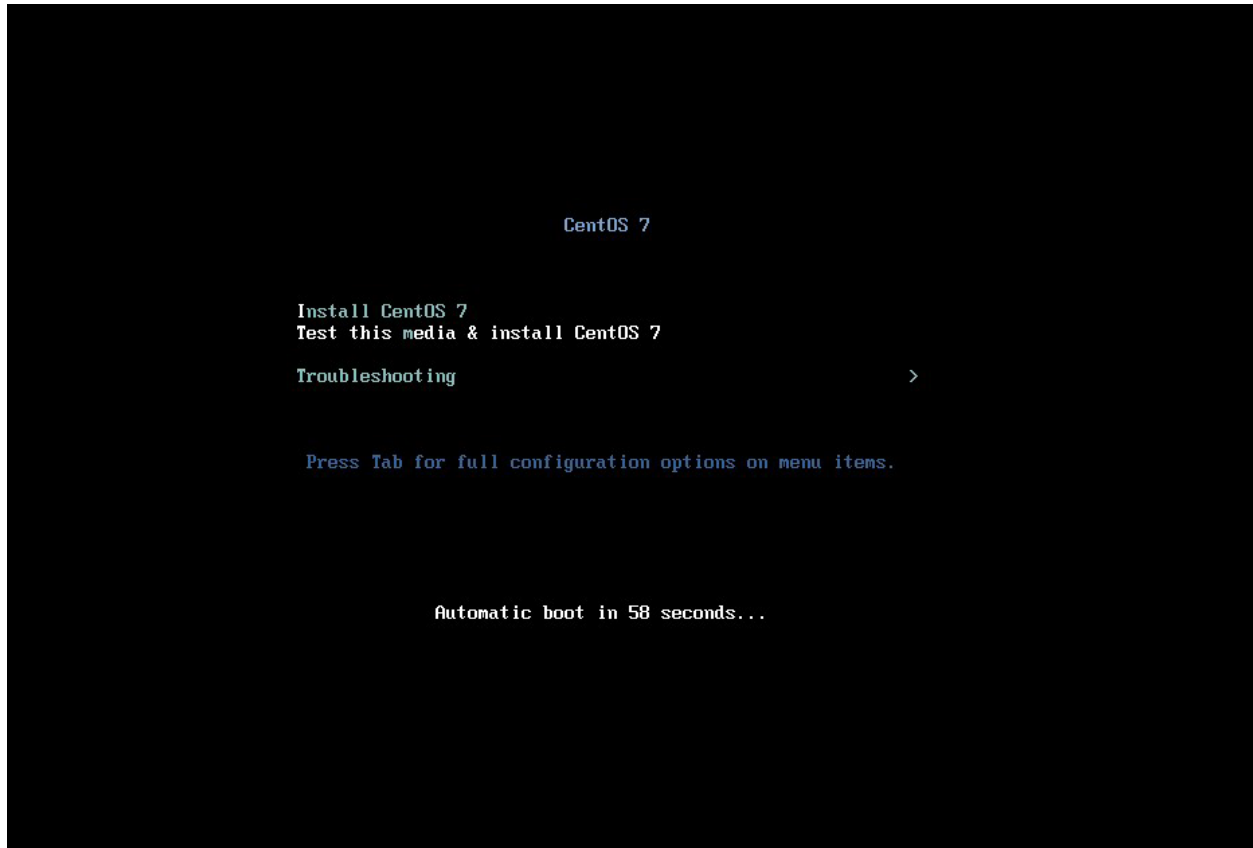 CentOS 7
Install CentOS 7
Test this media & install CentOS 7
Troubleshooting >
Press Tab for full configuration options on menu items.
Automatic boot in 58 seconds...